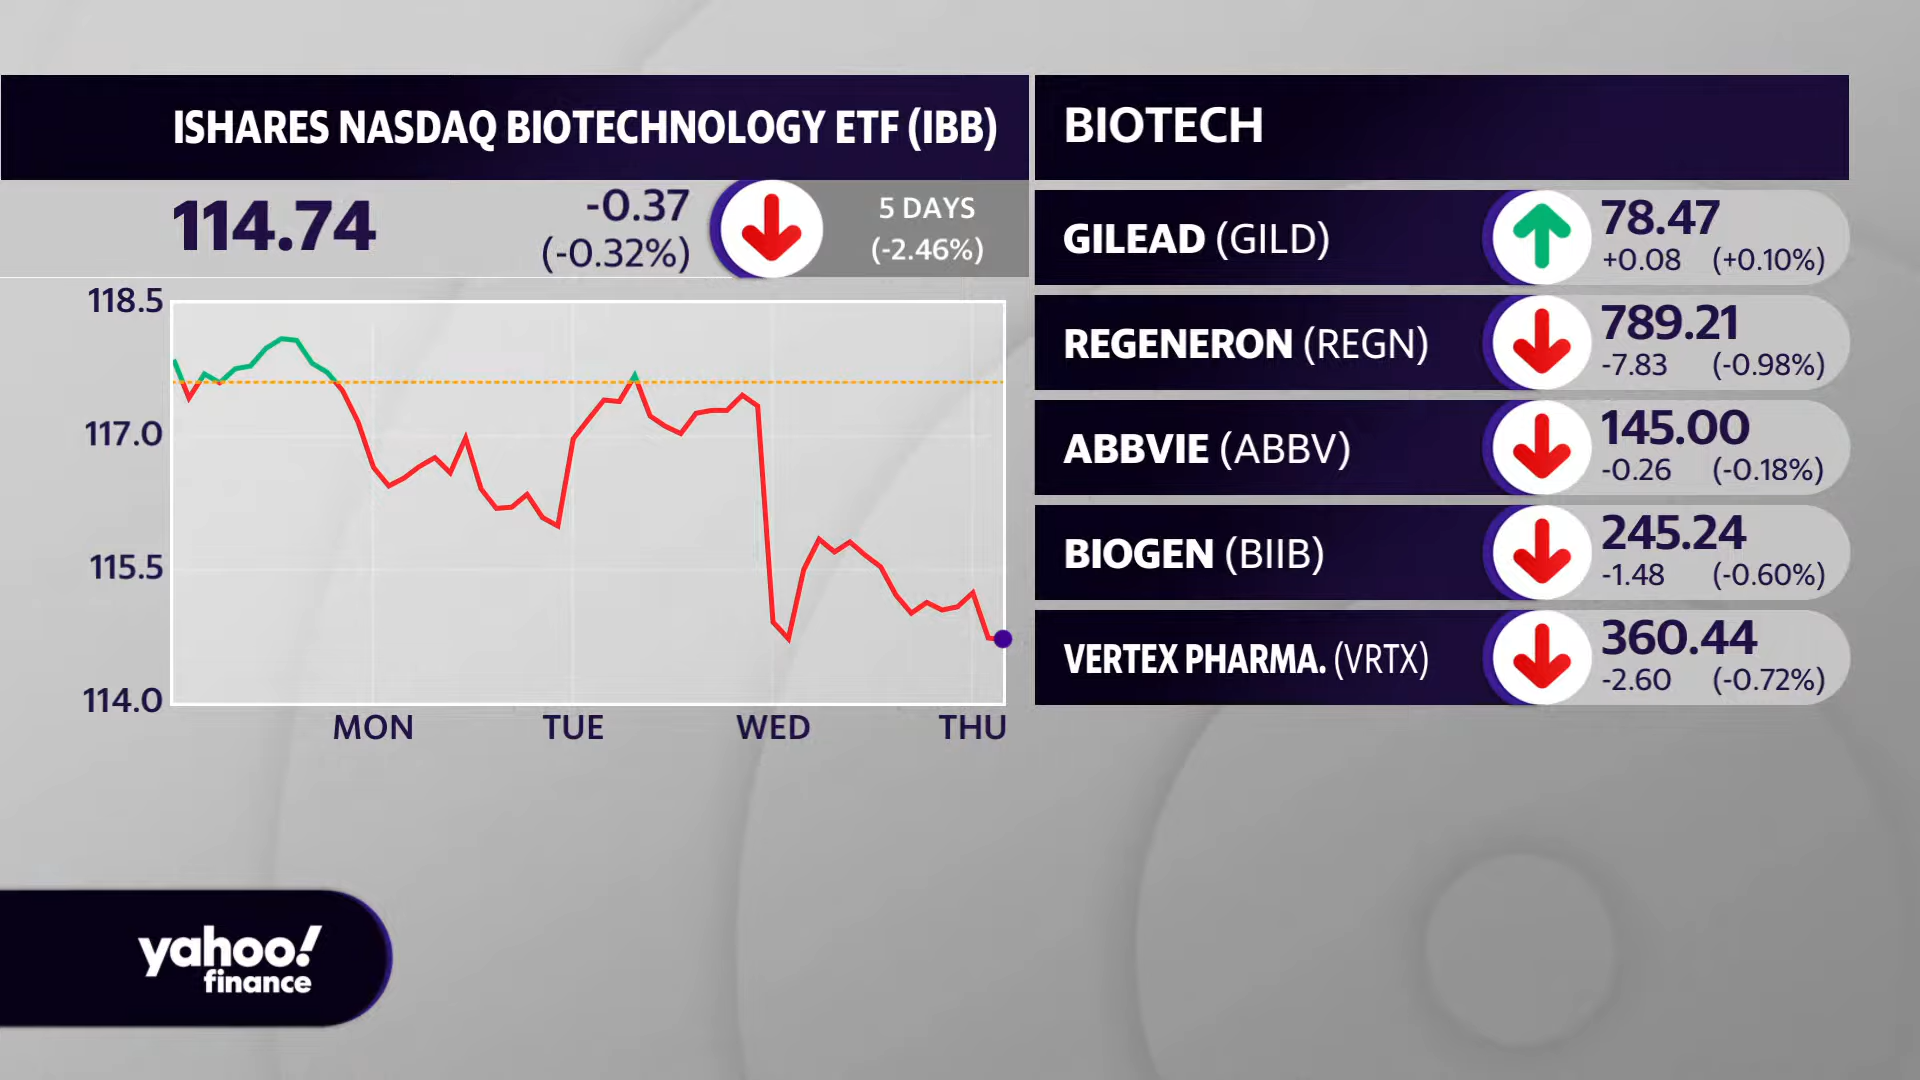 ISHARES NASDAQ BIOTECHNOLOGY ETF (IBB)
114.74
-0.37
(-0.32%)
5 DAYS
(-2.46%)
118.5
117.0
115.5
114.0
MON TUE WED THU
BIOTECH
GILEAD (GILD)
78.47
+0.08 (+0.10%)
REGENERON (REGN)
789.21
-7.83 (-0.98%)
ABBVIE (ABBV)
145.00
-0.26 (-0.18%)
BIOGEN (BIIB)
245.24
-1.48 (-0.60%)
VERTEX PHARMA. (VRTX)
360.44
-2.60 (-0.72%)
yahoo!
finance